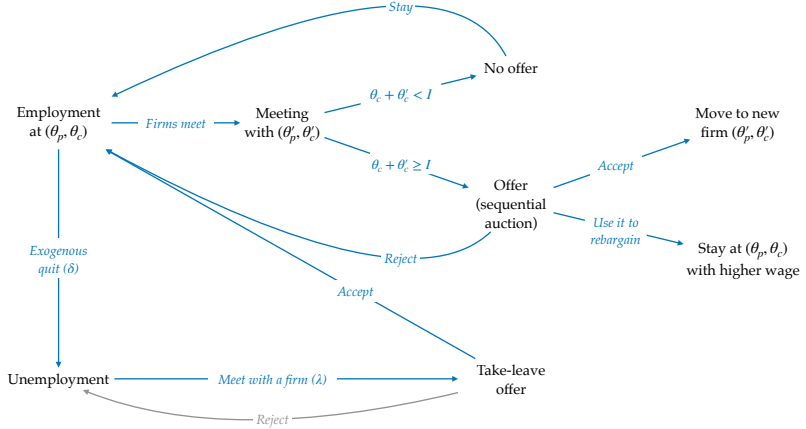 Stay
No offer
θc + θ′c < I
Employment
at (θp, θc)
Firms meet
Meeting
with (θ′p, θ′c)
Move to new
firm (θ′p, θ′c)
θc + θ′c ≥ I
Accept
Offer
(sequential
auction)
Use it to
rebargain
Exogenous
quit (δ)
Reject
Stay at (θp, θc)
with higher wage
Accept
Unemployment
Meet with a firm (λ)
Take-leave
offer
Reject